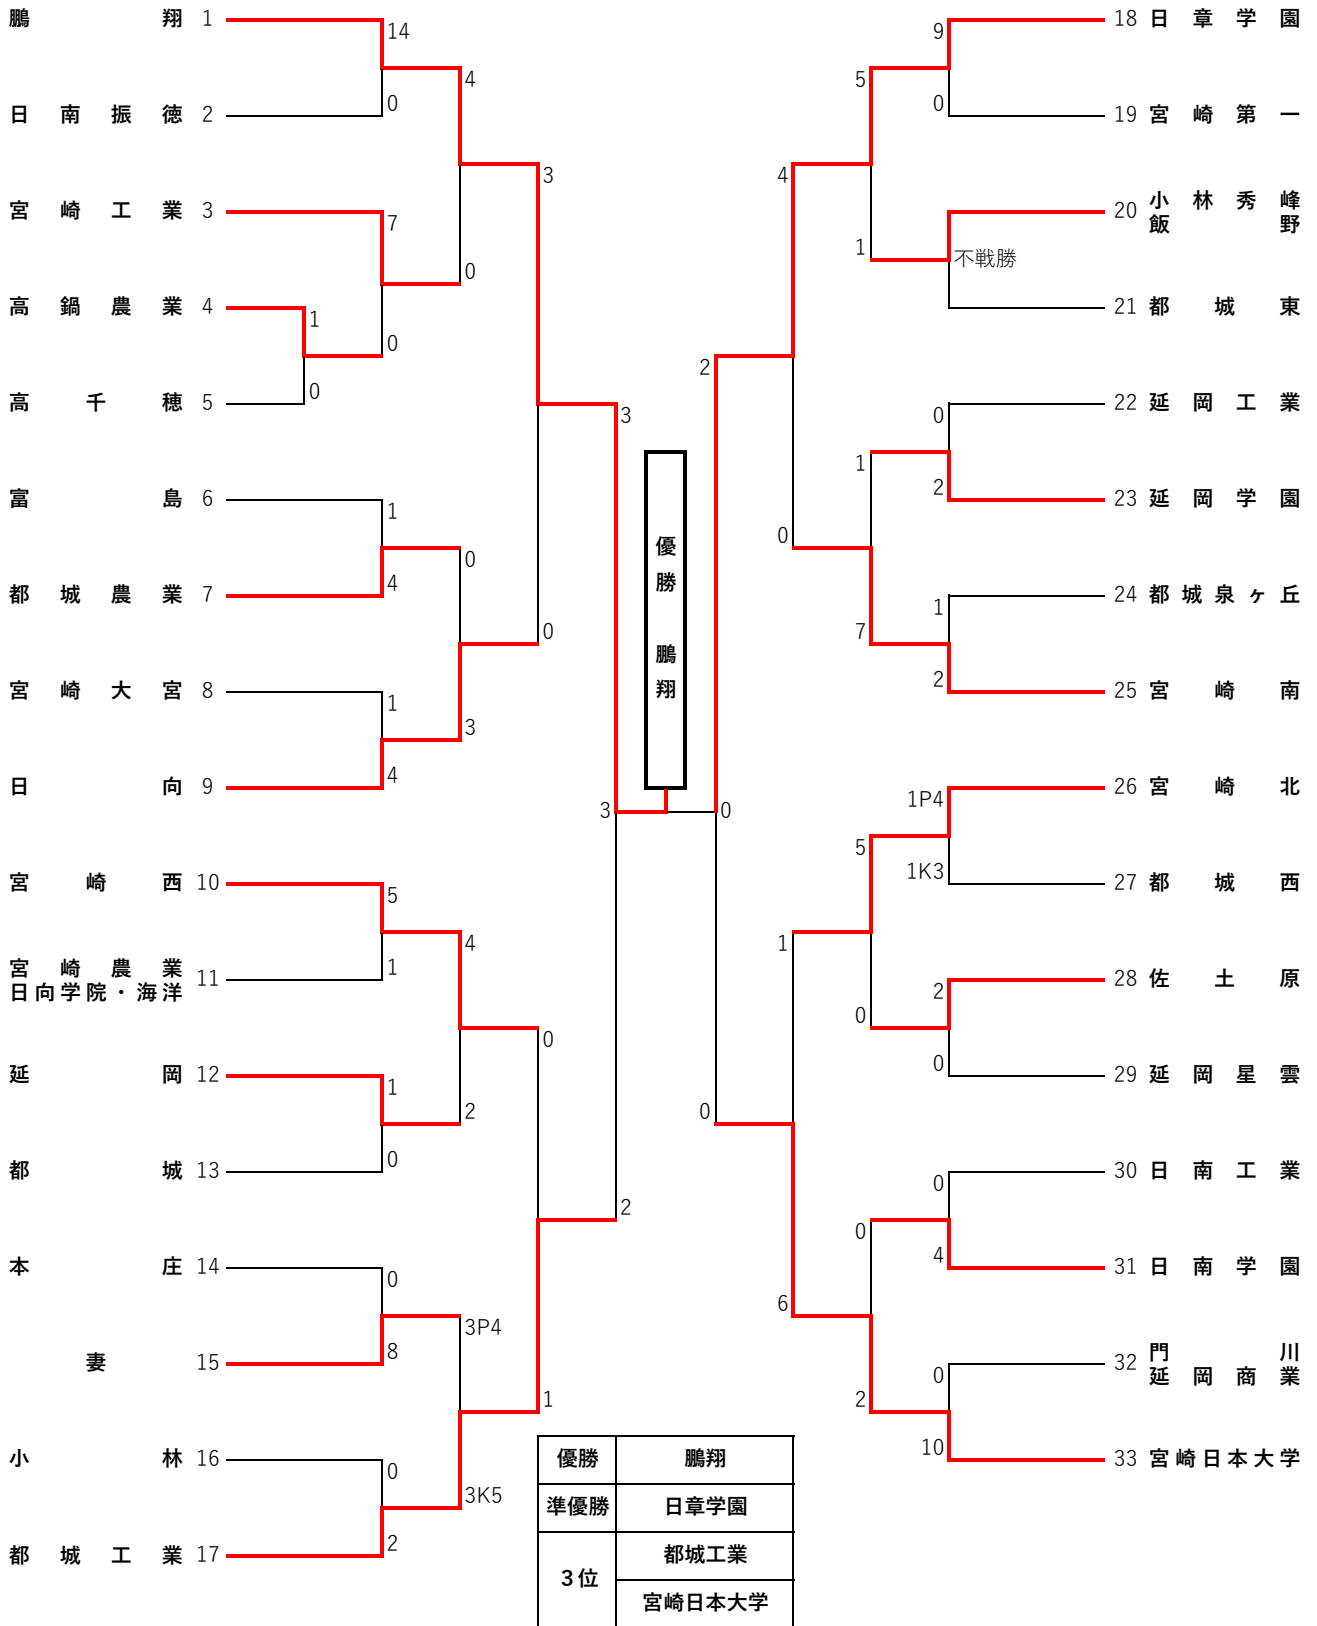 鵬翔 1
日南振徳 2
宮崎工業 3
高鍋農業 4
高千穂 5
富島 6
都城農業 7
宮崎大宮 8
日向 9
宮崎西 10
宮崎農業
日向学院・海洋 11
延岡 12
都城 13
本庄 14
妻 15
小林 16
都城工業 17
14
0
7
0
1
0
1
4
1
4
5
1
1
0
0
8
0
2
4
0
0
3
4
2
3P4
3K5
3
0
0
1
3
2
3
0
優勝 鵬翔
2
0
4
0
1
6
5
1
1
7
5
0
0
2
9
0
不戦勝
0
2
1
2
1P4
1K3
2
0
0
4
0
10
18 日章学園
19 宮崎第一
20 小林秀峰
飯野
21 都城東
22 延岡工業
23 延岡学園
24 都城泉ヶ丘
25 宮崎南
26 宮崎北
27 都城西
28 佐土原
29 延岡星雲
30 日南工業
31 日南学園
32 門川
延岡商業
33 宮崎日本大学
優勝 鵬翔
準優勝 日章学園
3位 都城工業
宮崎日本大学